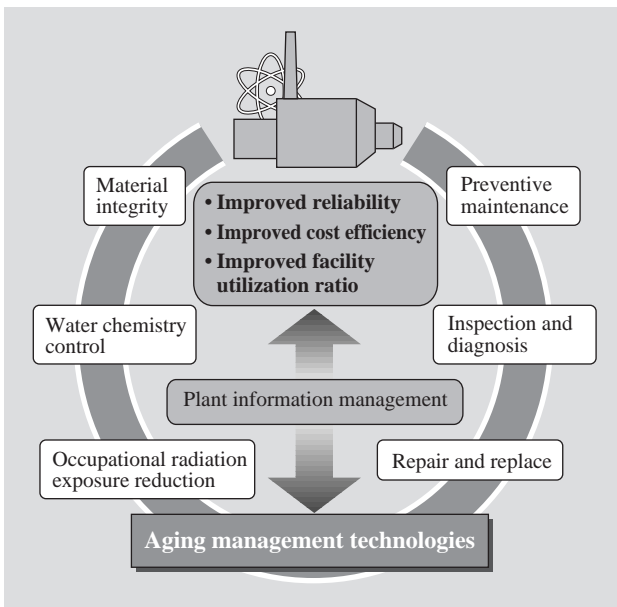 Material
integrity
Preventive
maintenance
• Improved reliability
• Improved cost efficiency
• Improved facility
utilization ratio
Water chemistry
control
Inspection and
diagnosis
Plant information management
Occupational radiation
exposure reduction
Repair and replace
Aging management technologies